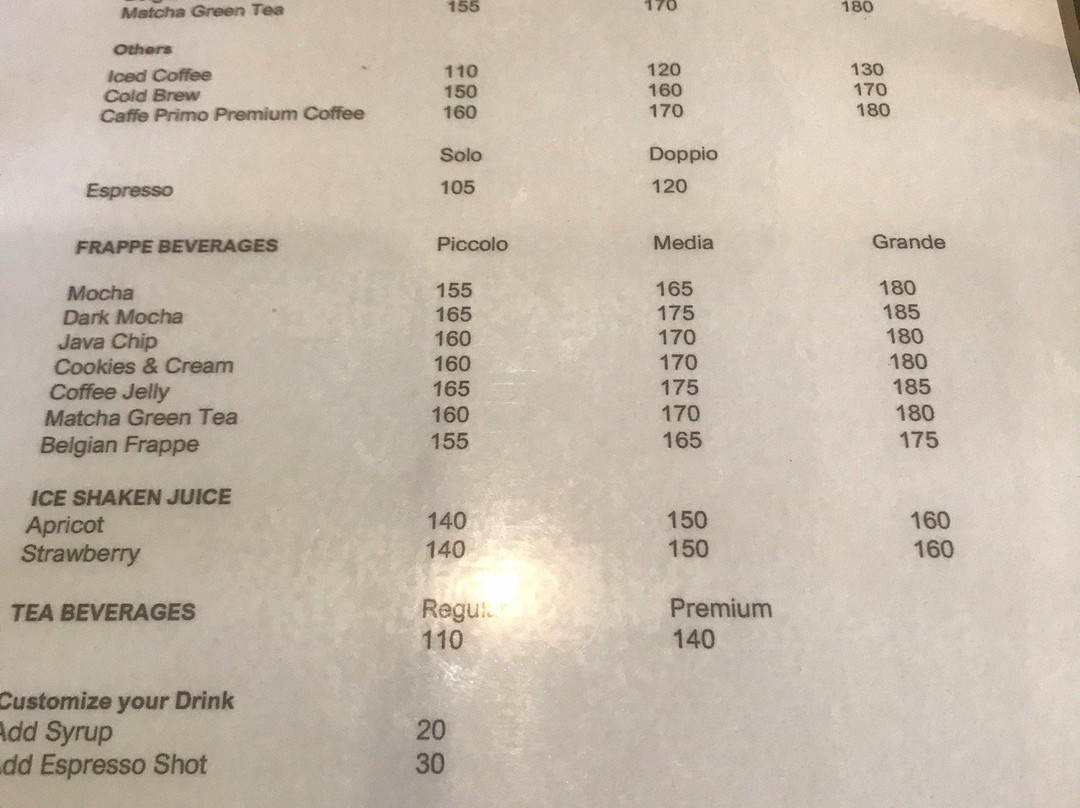 Matcha Green Tea 155 170 180
Others
Iced Coffee 110 120 130
Cold Brew 150 160 170
Caffe Primo Premium Coffee 160 170 180
Solo Doppio
Espresso 105 120
FRAPPE BEVERAGES Piccolo Media Grande
Mocha 155 165 180
Dark Mocha 165 175 185
Java Chip 160 170 180
Cookies & Cream 160 170 180
Coffee Jelly 165 175 185
Matcha Green Tea 160 170 180
Belgian Frappe 155 165 175
ICE SHAKEN JUICE
Apricot 140 150 160
Strawberry 140 150 160
TEA BEVERAGES Regular Premium
110 140
Customize your Drink
Add Syrup 20
dd Espresso Shot 30